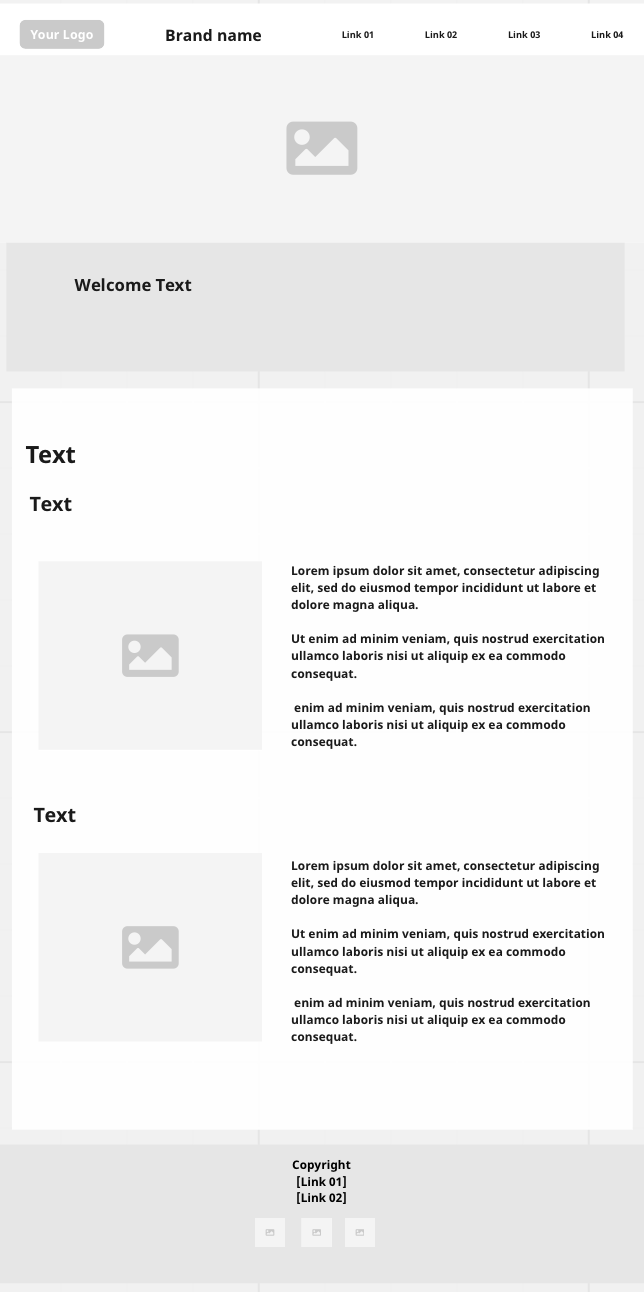 Your Logo
Brand name
Link 01
Link 02
Link 03
Link 04
Welcome Text
Text
Text
Lorem ipsum dolor sit amet, consectetur adipiscing
elit, sed do eiusmod tempor incididunt ut labore et
dolore magna aliqua.
Ut enim ad minim veniam, quis nostrud exercitation
ullamco laboris nisi ut aliquip ex ea commodo
consequat.
enim ad minim veniam, quis nostrud exercitation
ullamco laboris nisi ut aliquip ex ea commodo
consequat.
Text
Lorem ipsum dolor sit amet, consectetur adipiscing
elit, sed do eiusmod tempor incididunt ut labore et
dolore magna aliqua.
Ut enim ad minim veniam, quis nostrud exercitation
ullamco laboris nisi ut aliquip ex ea commodo
consequat.
enim ad minim veniam, quis nostrud exercitation
ullamco laboris nisi ut aliquip ex ea commodo
consequat.
Copyright
[Link 01]
[Link 02]